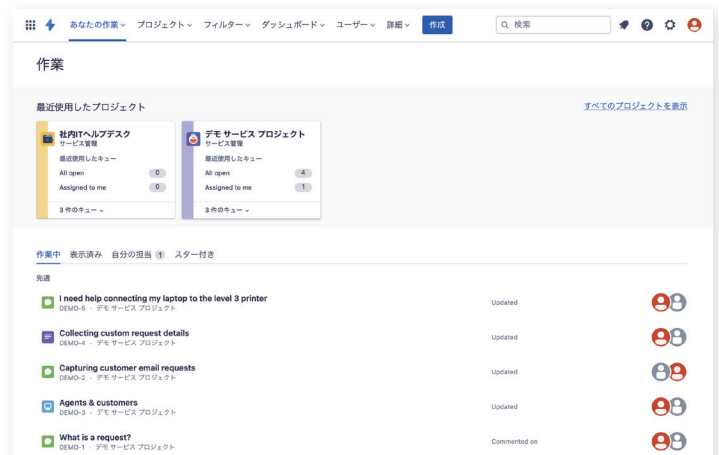 あなたの作業 プロジェクト フィルター ダッシュボード ユーザー 詳細 作成 検索
作業
最近使用したプロジェクト すべてのプロジェクトを表示
社内ITヘルプデスク
サービス管理
最近使用したキュー
All open 0
Assigned to me 0
3 件のキュー
デモ サービス プロジェクト
サービス管理
最近使用したキュー
All open 4
Assigned to me 1
3 件のキュー
作業中 表示済み 自分の担当 1 スター付き
先週
I need help connecting my laptop to the level 3 printer Updated
DEMO-5 · デモ サービス プロジェクト
Collecting custom request details Updated
DEMO-4 · デモ サービス プロジェクト
Capturing customer email requests Updated
DEMO-2 · デモ サービス プロジェクト
Agents & customers Updated
DEMO-3 · デモ サービス プロジェクト
What is a request? Commented on
DEMO-1 · デモ サービス プロジェクト